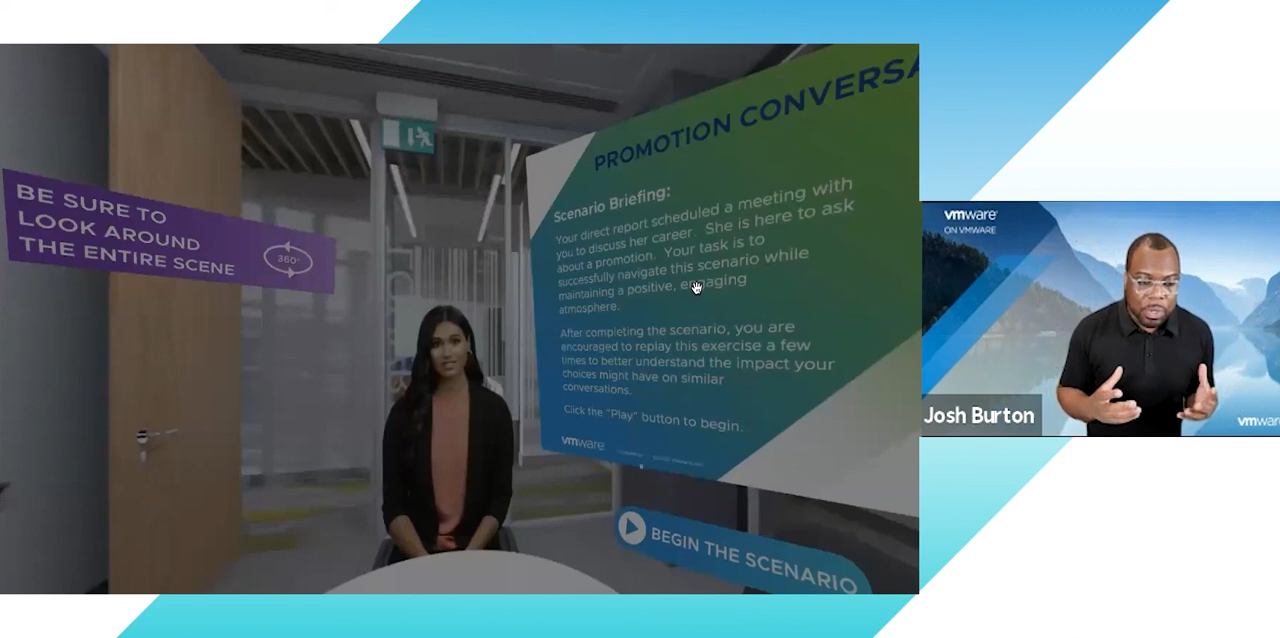 BE SURE TO
LOOK AROUND
THE ENTIRE SCENE
360°
PROMOTION CONVERSA
Scenario Briefing:
Your direct report scheduled a meeting with
you to discuss her career. She is here to ask
about a promotion. Your task is to
successfully navigate this scenario while
maintaining a positive, engaging
atmosphere.
After completing the scenario, you are
encouraged to replay this exercise a few
times to better understand the impact your
choices might have on similar
conversations.
Click the "Play" button to begin.
vmware
BEGIN THE SCENARIO
vmware®
ON VMWARE
Josh Burton
vmwar